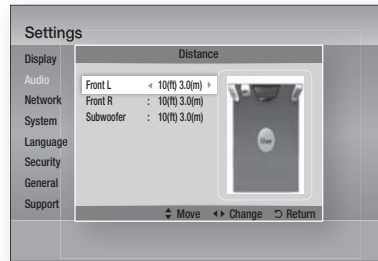 Settings
Display
Audio
Network
System
Language
Security
General
Support
Distance
Front L ◂ 10(ft) 3.0(m) ▸
Front R : 10(ft) 3.0(m)
Subwoofer : 10(ft) 3.0(m)
Move Change Return